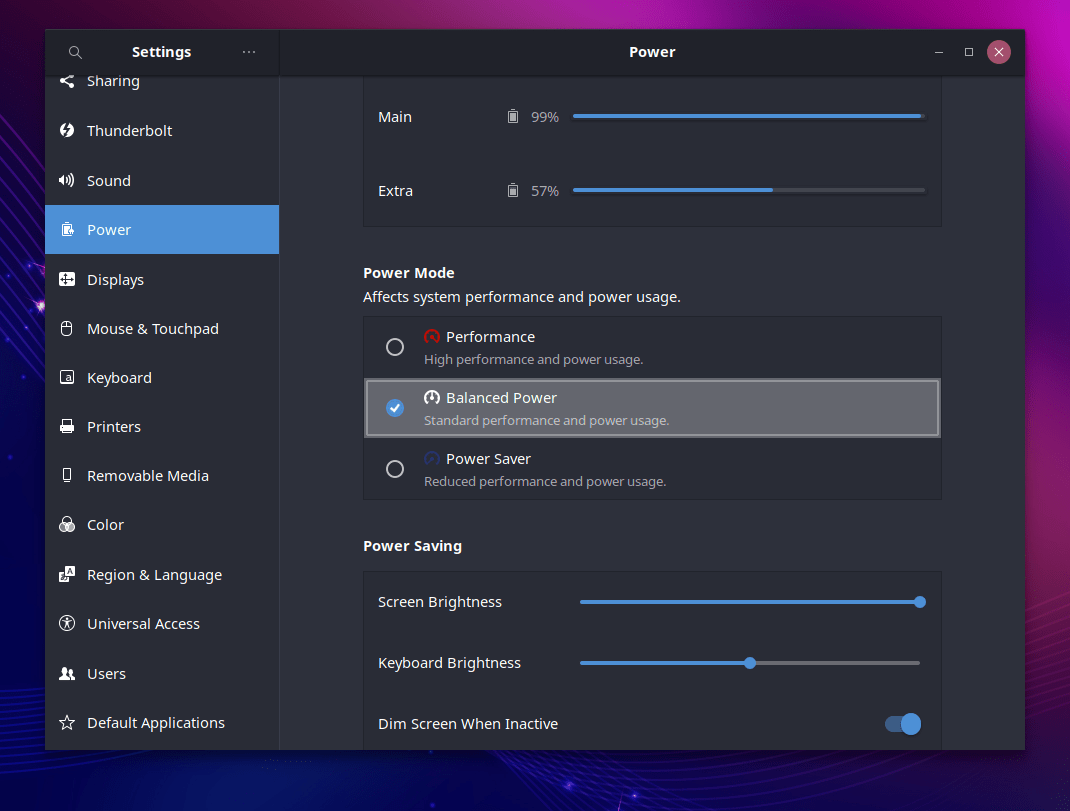 Settings
Power
Sharing
Thunderbolt
Sound
Power
Displays
Mouse & Touchpad
Keyboard
Printers
Removable Media
Color
Region & Language
Universal Access
Users
Default Applications
Main 99%
Extra 57%
Power Mode
Affects system performance and power usage.
Performance
High performance and power usage.
Balanced Power
Standard performance and power usage.
Power Saver
Reduced performance and power usage.
Power Saving
Screen Brightness
Keyboard Brightness
Dim Screen When Inactive